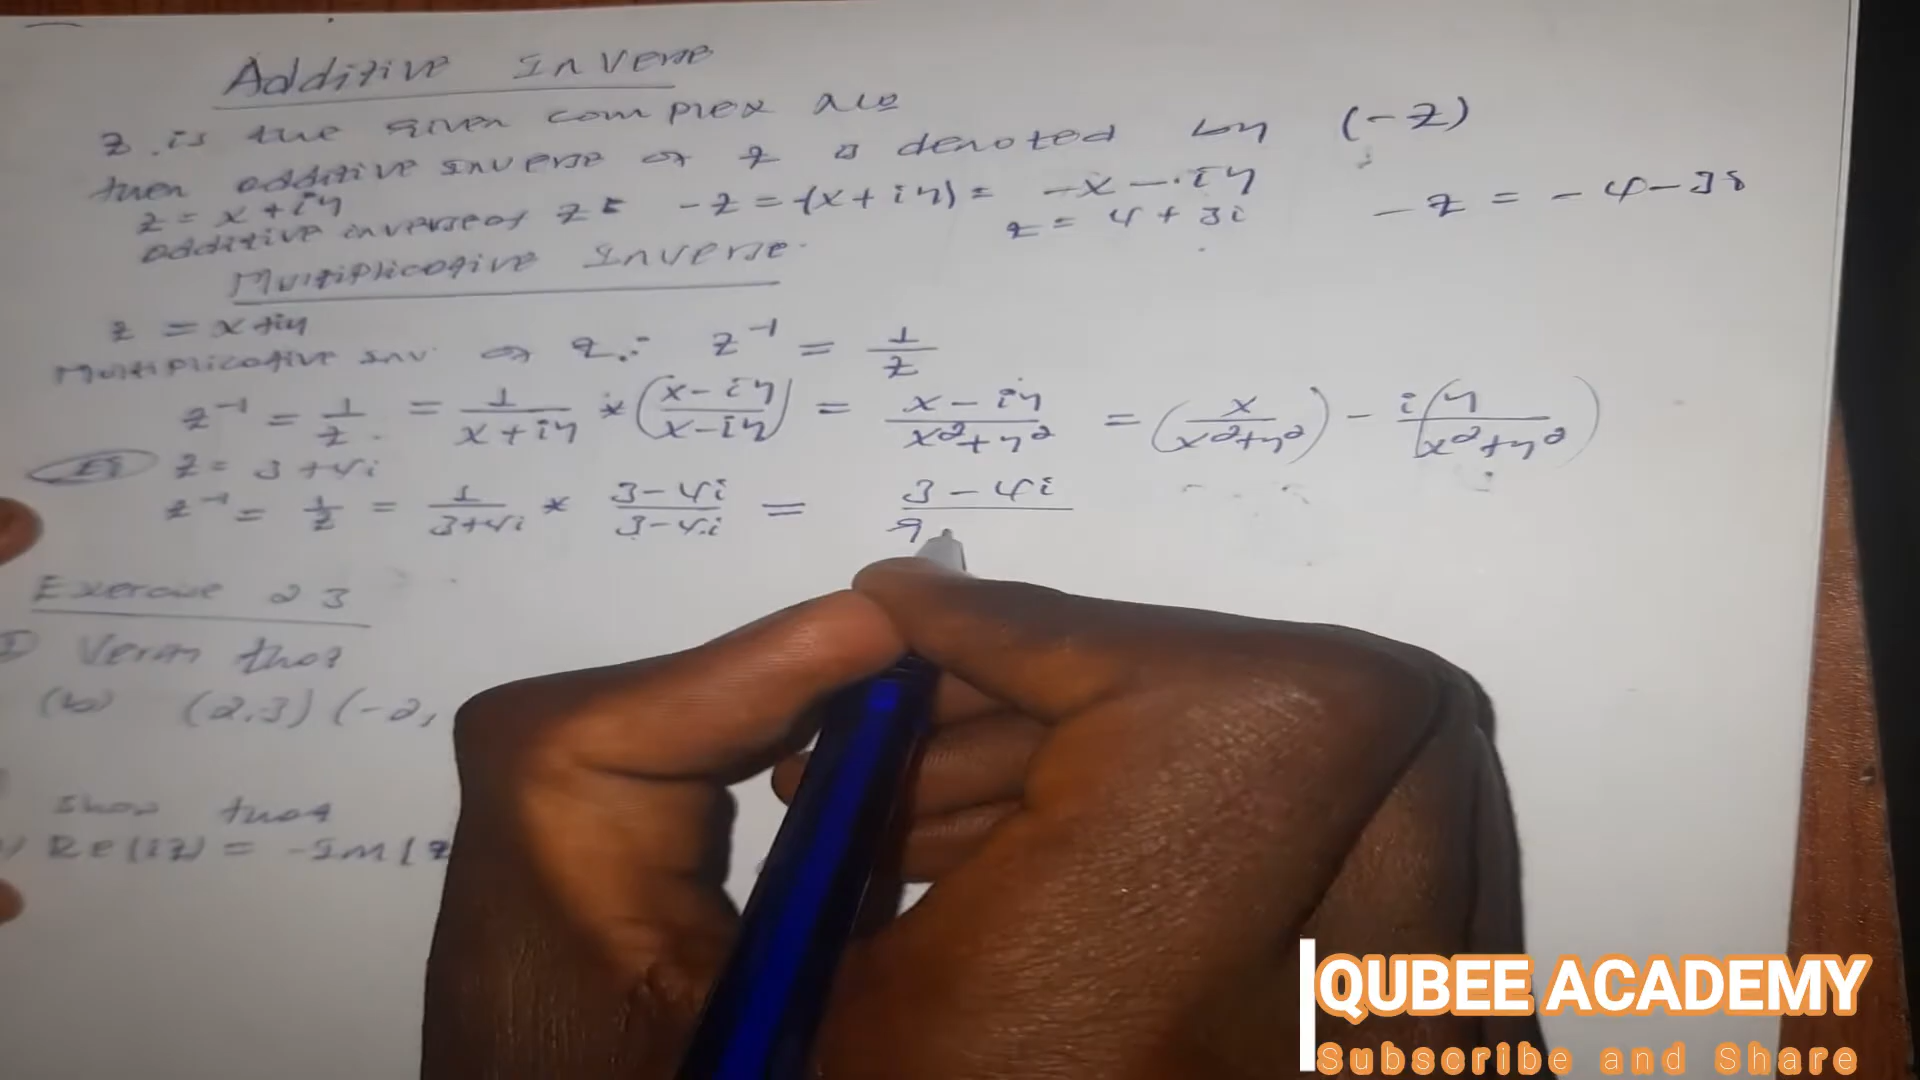 Additive Inverse
z is the given complex no
then additive inverse of z is denoted by (-z)
z = x+iy
additive inverse of z = -z = -(x+iy) = -x-iy
z = 4+3i -z = -4-3i
Multiplicative Inverse
z = x+iy
Multiplicative inv. of z: z⁻¹ = 1/z
z⁻¹ = 1/z = 1/(x+iy) * ((x-iy)/(x-iy)) = (x-iy)/(x²+y²) = (x/(x²+y²)) - i(y/(x²+y²))
z = 3+4i
z⁻¹ = 1/z = 1/(3+4i) * (3-4i)/(3-4i) = (3-4i)/9
Exercise 23
Verify that
(b) (2,3)(-2,
Show that
Re(iz) = -Im(z
QUBEE ACADEMY
Subscribe and Share